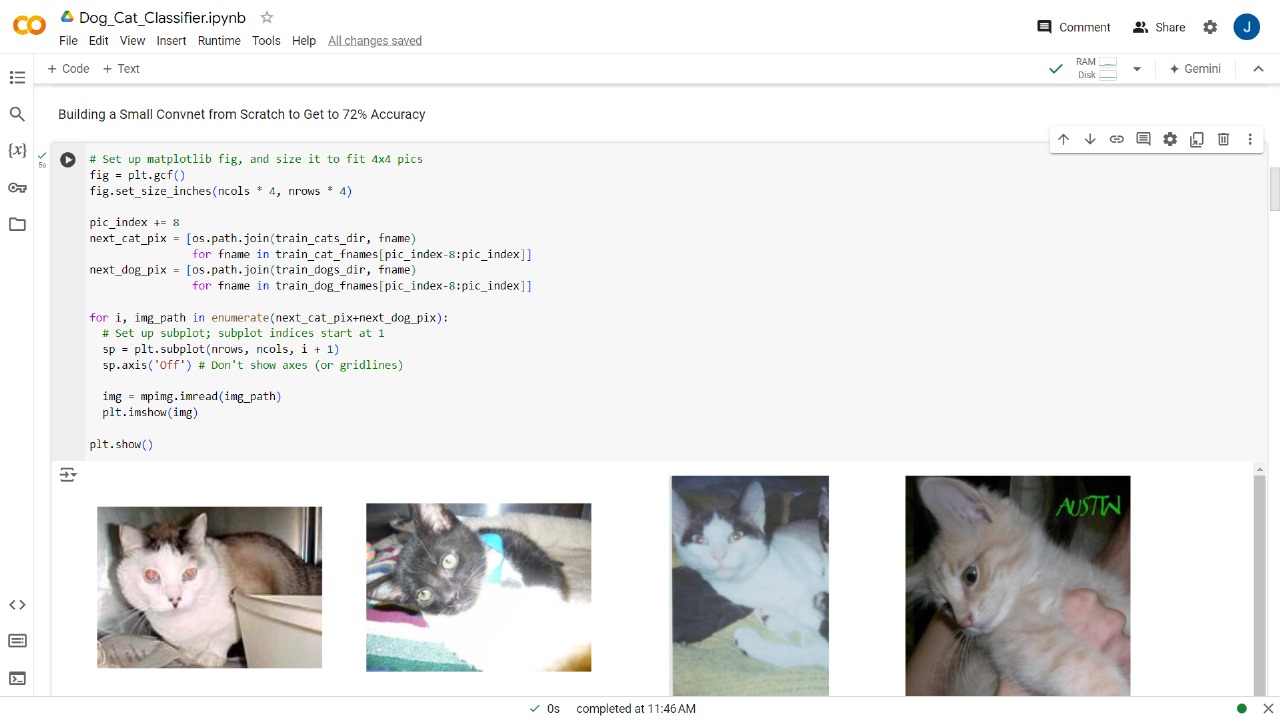 Dog_Cat_Classifier.ipynb
Comment
Share
J
File Edit View Insert Runtime Tools Help All changes saved
+ Code + Text
RAM
Disk
Gemini
Building a Small Convnet from Scratch to Get to 72% Accuracy
5s
# Set up matplotlib fig, and size it to fit 4x4 pics
fig = plt.gcf()
fig.set_size_inches(ncols * 4, nrows * 4)
pic_index += 8
next_cat_pix = [os.path.join(train_cats_dir, fname)
for fname in train_cat_fnames[pic_index-8:pic_index]]
next_dog_pix = [os.path.join(train_dogs_dir, fname)
for fname in train_dog_fnames[pic_index-8:pic_index]]
for i, img_path in enumerate(next_cat_pix+next_dog_pix):
# Set up subplot; subplot indices start at 1
sp = plt.subplot(nrows, ncols, i + 1)
sp.axis('Off') # Don't show axes (or gridlines)
img = mpimg.imread(img_path)
plt.imshow(img)
plt.show()
AUSTIN
0s completed at 11:46 AM